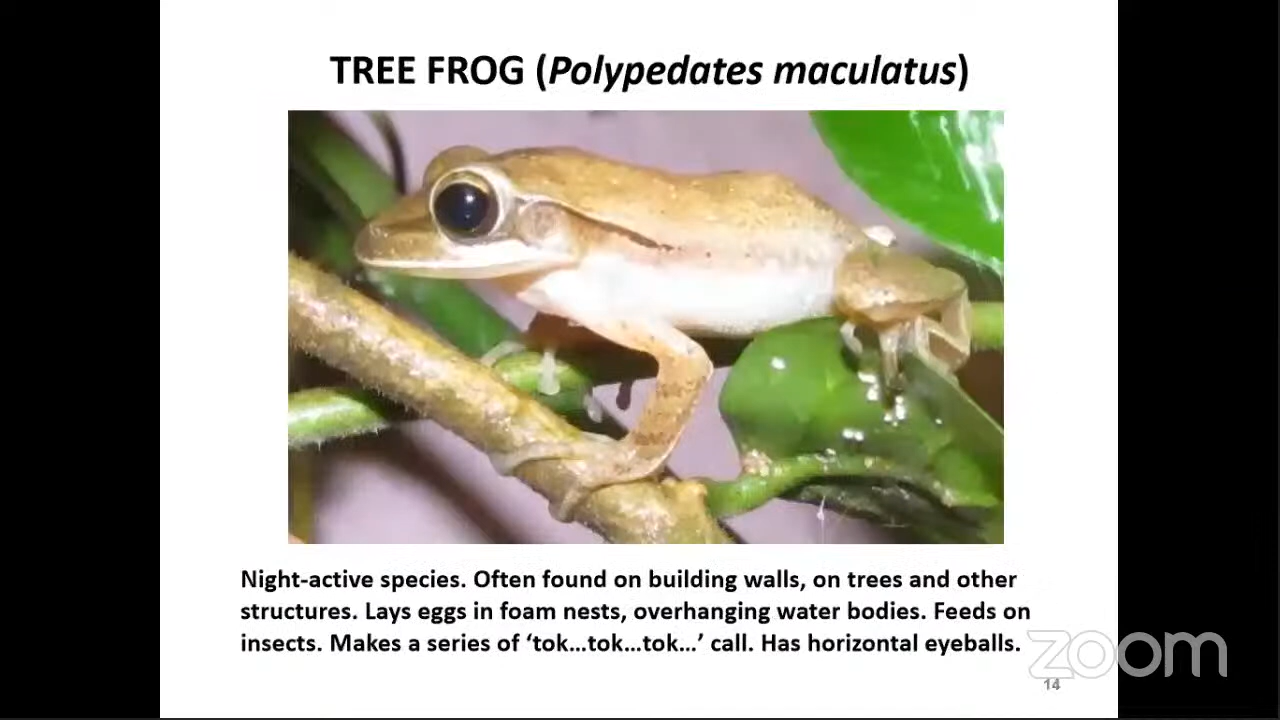 TREE FROG (Polypedates maculatus)
Night-active species. Often found on building walls, on trees and other
structures. Lays eggs in foam nests, overhanging water bodies. Feeds on
insects. Makes a series of ‘tok...tok...tok...’ call. Has horizontal eyeballs.
zoom
14